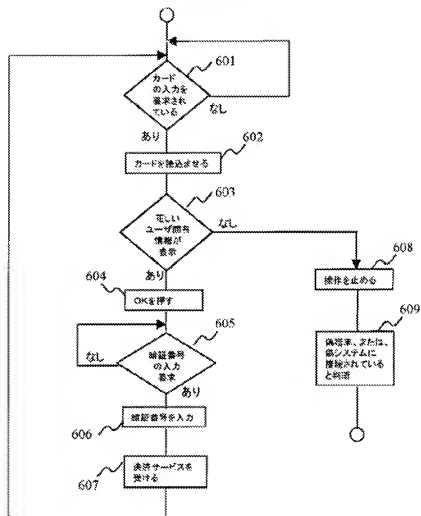 カード
の入力を
要求され
ている
601
なし
あり
602
カードを読込ませる
603
正しい
ユーザ固有
情報が
表示
なし
あり
608
604
操作を止める
OKを押す
609
605
暗証番号
の入力
要求
なし
偽端末、または、
偽システムに
接続されている
と判断
あり
暗証番号を入力
606
決済サービスを
受ける
607